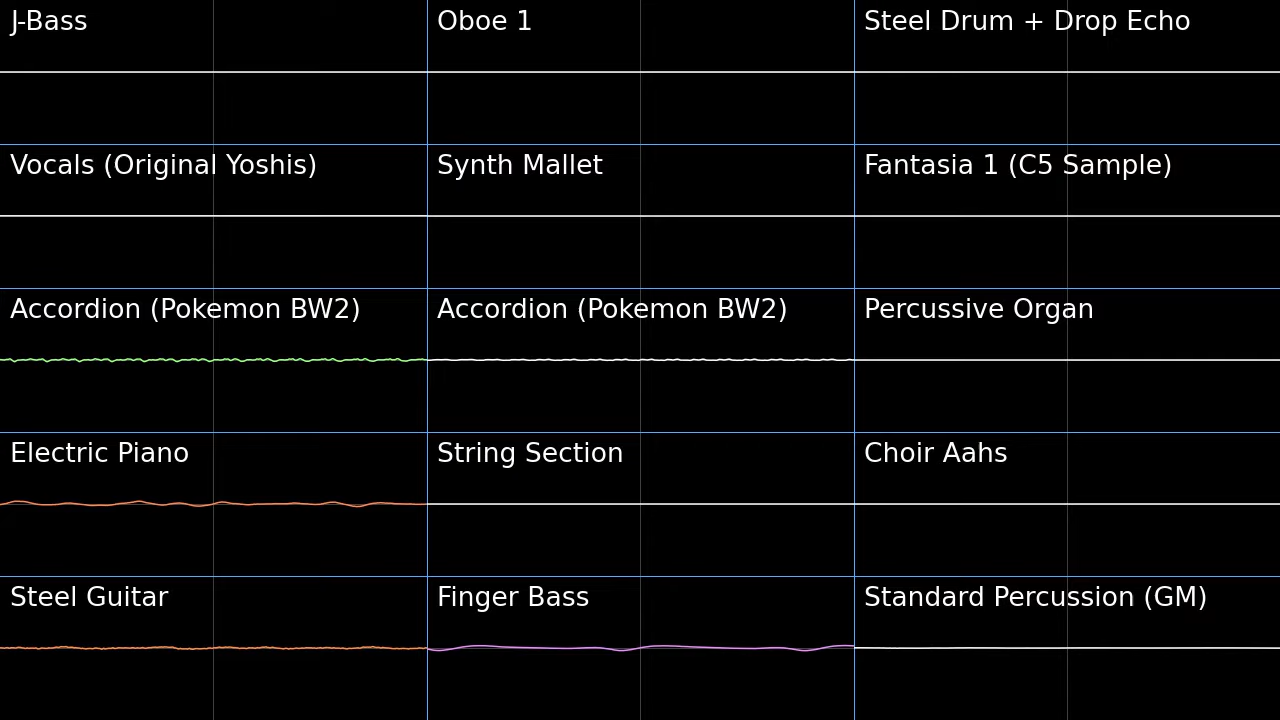 J-Bass
Oboe 1
Steel Drum + Drop Echo
Vocals (Original Yoshis)
Synth Mallet
Fantasia 1 (C5 Sample)
Accordion (Pokemon BW2)
Accordion (Pokemon BW2)
Percussive Organ
Electric Piano
String Section
Choir Aahs
Steel Guitar
Finger Bass
Standard Percussion (GM)